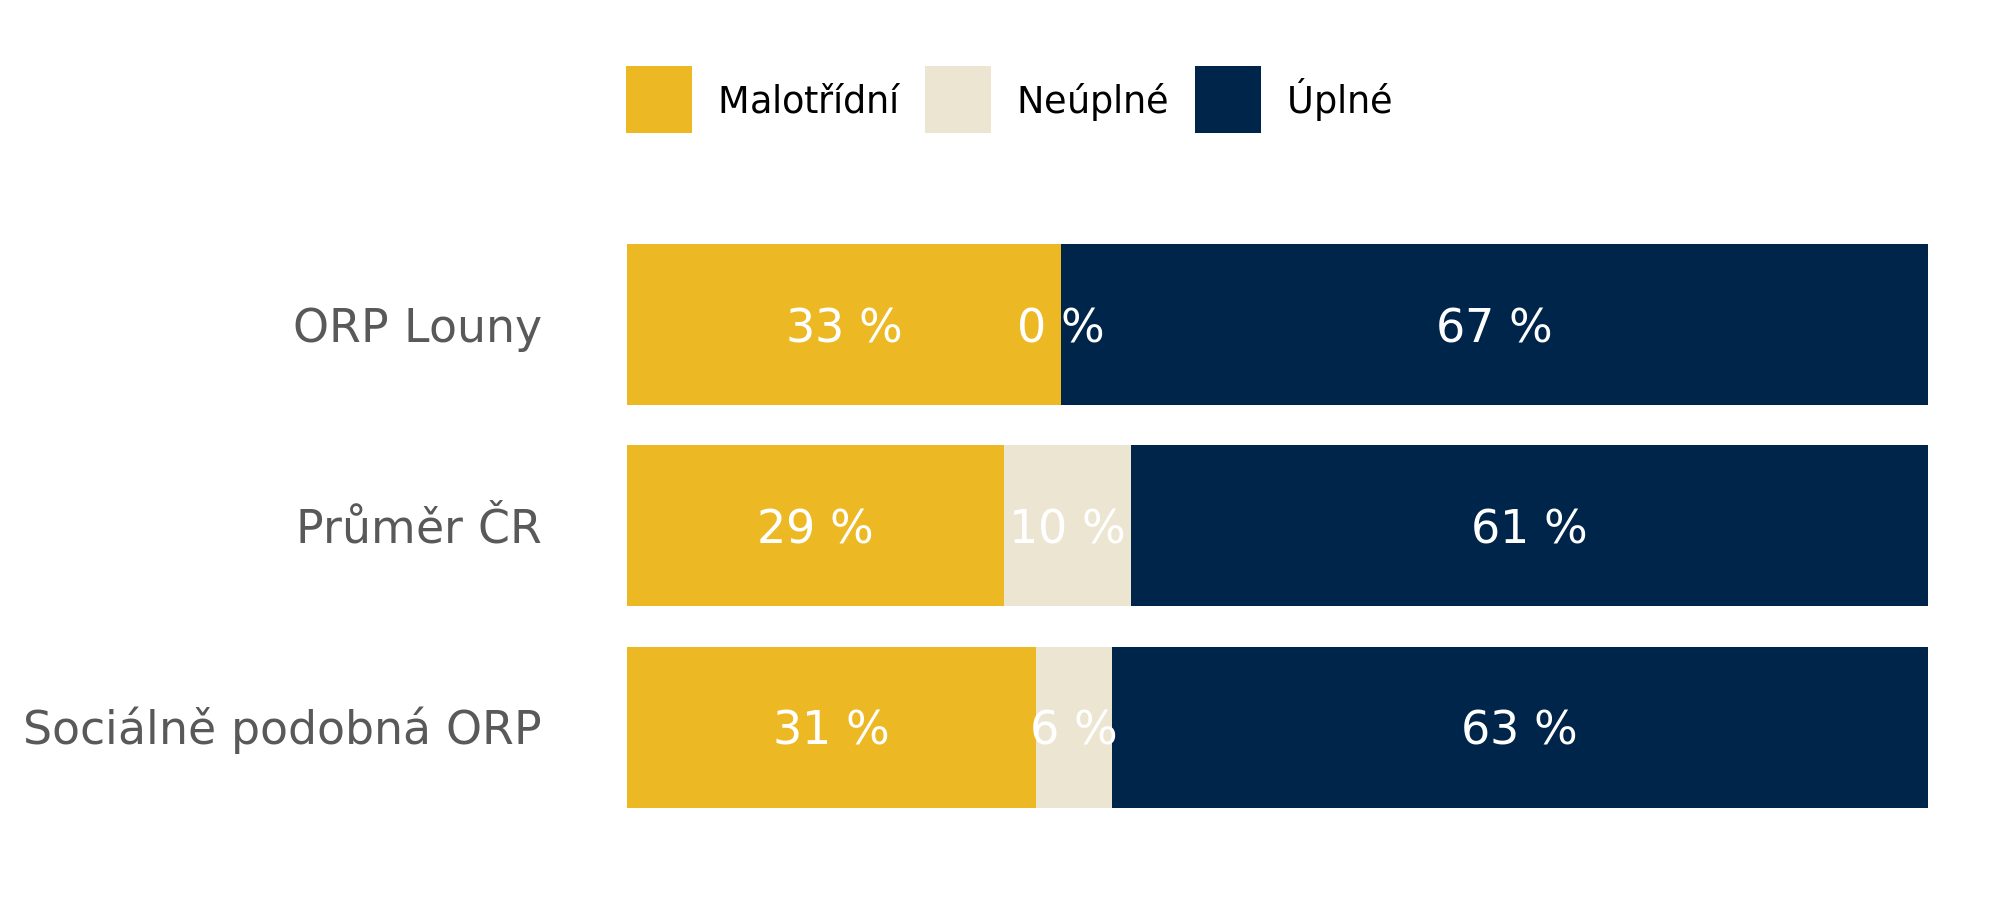 Malotřídní Neúplné Úplné
ORP Louny 33 % 0 % 67 %
Průměr ČR 29 % 10 % 61 %
Sociálně podobná ORP 31 % 6 % 63 %